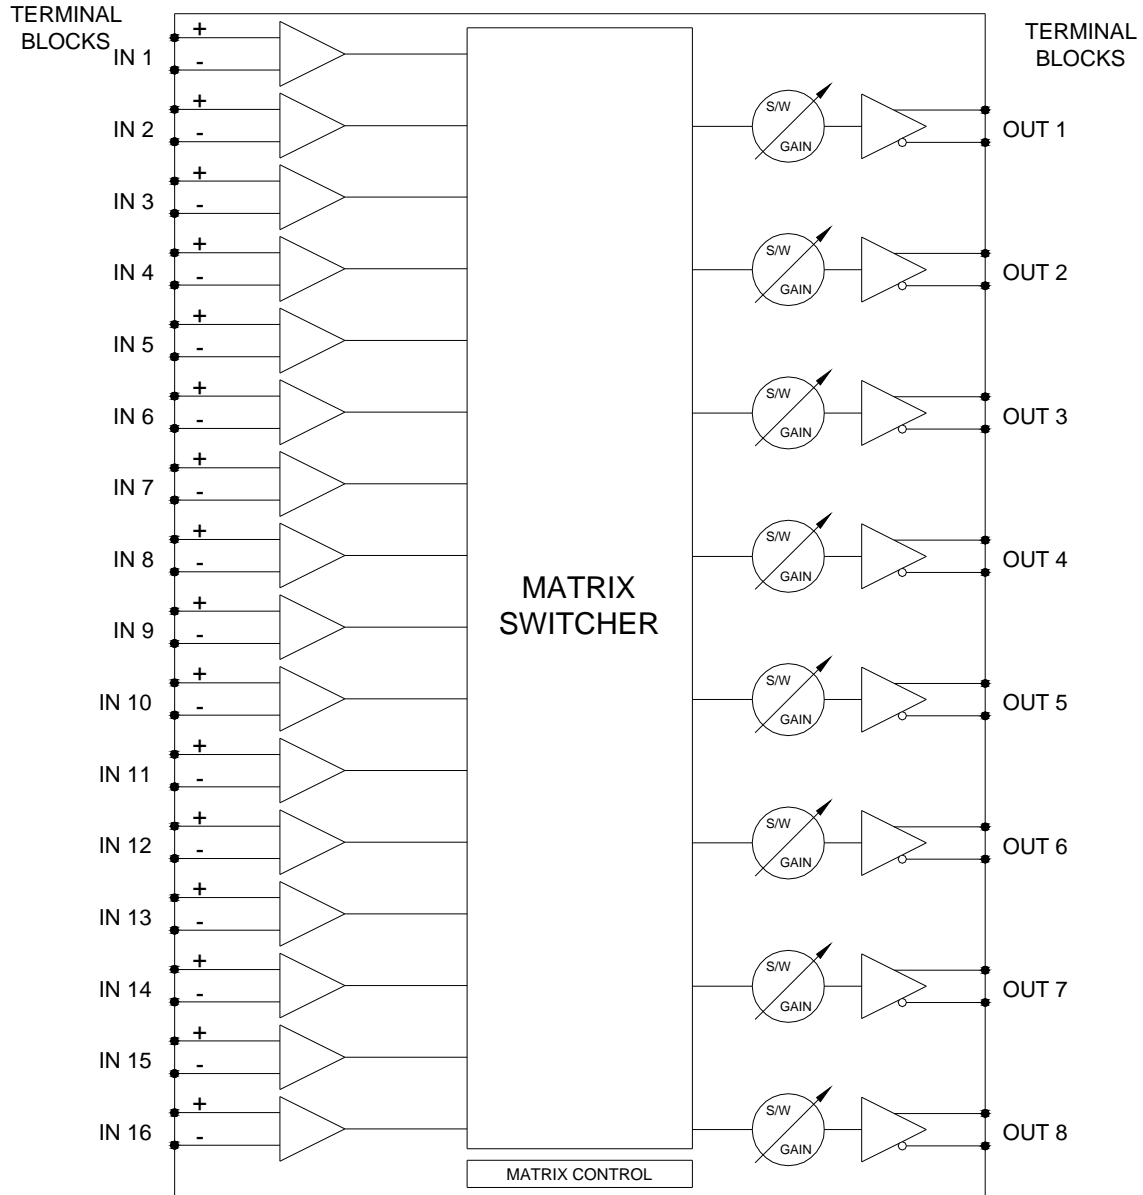 TERMINAL
BLOCKS
TERMINAL
BLOCKS
+
IN 1
-
+
IN 2
-
+
IN 3
-
+
IN 4
-
+
IN 5
-
+
IN 6
-
+
IN 7
-
+
IN 8
-
+
IN 9
-
+
IN 10
-
+
IN 11
-
+
IN 12
-
+
IN 13
-
+
IN 14
-
+
IN 15
-
+
IN 16
-
MATRIX
SWITCHER
MATRIX CONTROL
S/W
GAIN
OUT 1
S/W
GAIN
OUT 2
S/W
GAIN
OUT 3
S/W
GAIN
OUT 4
S/W
GAIN
OUT 5
S/W
GAIN
OUT 6
S/W
GAIN
OUT 7
S/W
GAIN
OUT 8